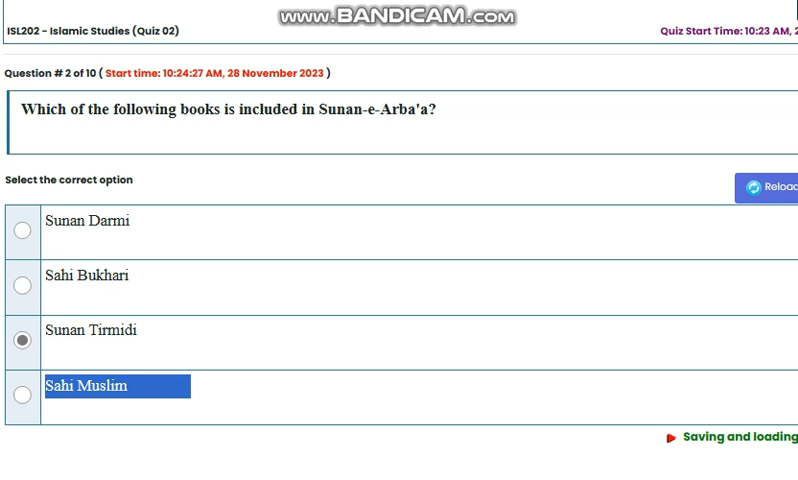 www.BANDICAM.com
ISL202 - Islamic Studies (Quiz 02)
Quiz Start Time: 10:23 AM, 2
Question # 2 of 10 ( Start time: 10:24:27 AM, 28 November 2023 )
Which of the following books is included in Sunan-e-Arba'a?
Select the correct option
Reload
Sunan Darmi
Sahi Bukhari
Sunan Tirmidi
Sahi Muslim
Saving and loading